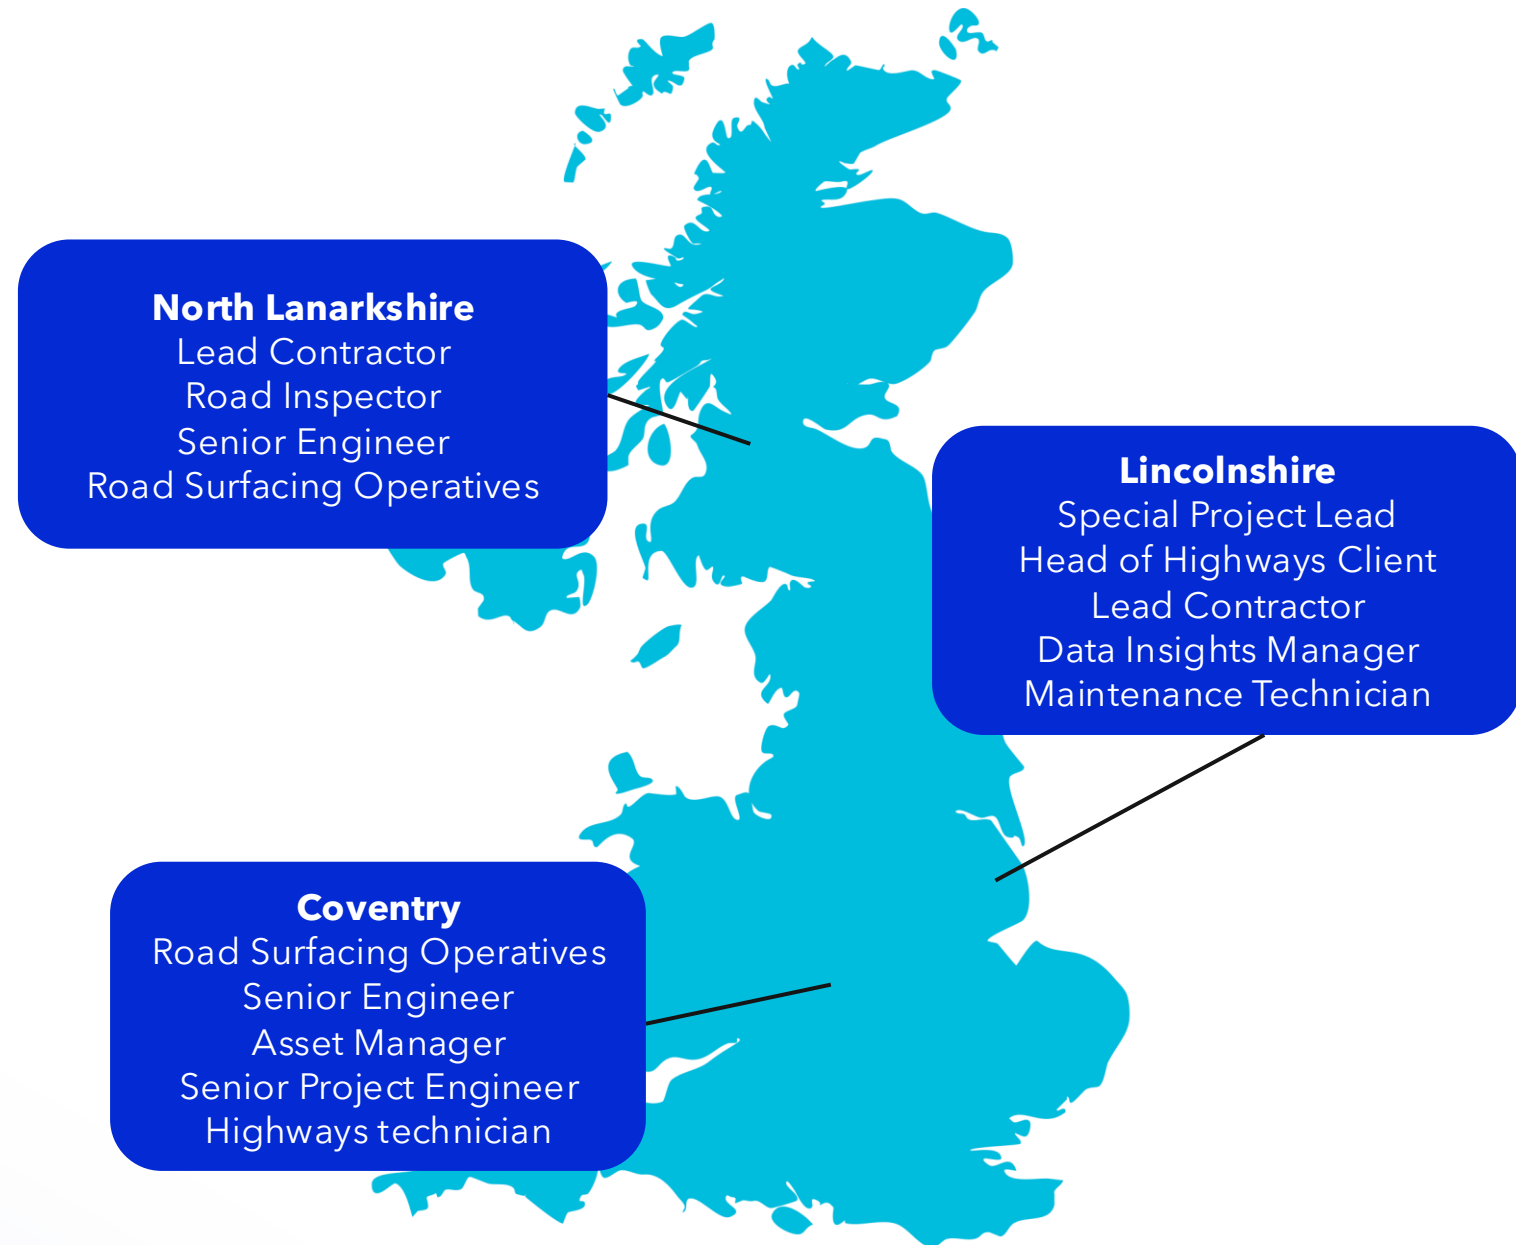 North Lanarkshire
Lead Contractor
Road Inspector
Senior Engineer
Road Surfacing Operatives
Lincolnshire
Special Project Lead
Head of Highways Client
Lead Contractor
Data Insights Manager
Maintenance Technician
Coventry
Road Surfacing Operatives
Senior Engineer
Asset Manager
Senior Project Engineer
Highways technician